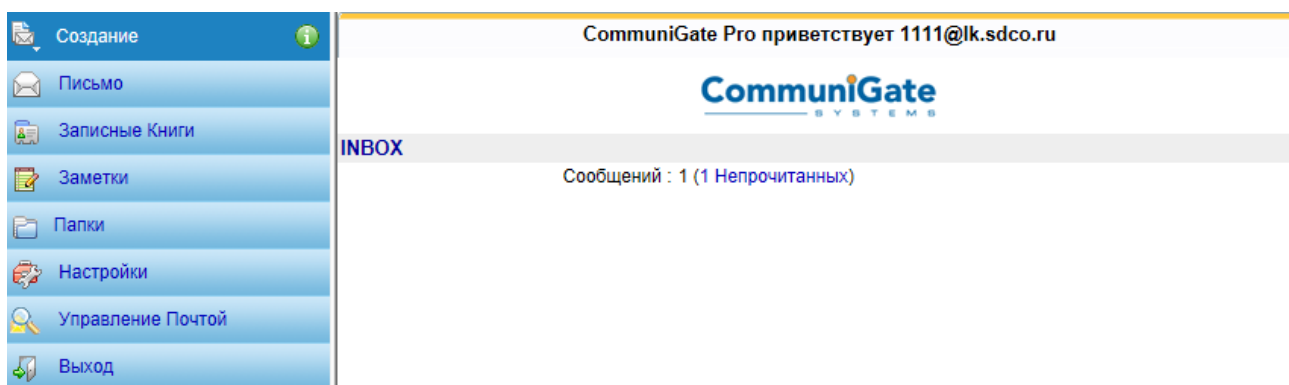 Создание
Письмо
Записные Книги
Заметки
Папки
Настройки
Управление Почтой
Выход
CommuniGate Pro приветствует 1111@lk.sdco.ru
CommuniGate
SYSTEMS
INBOX
Сообщений : 1 (1 Непрочитанных)